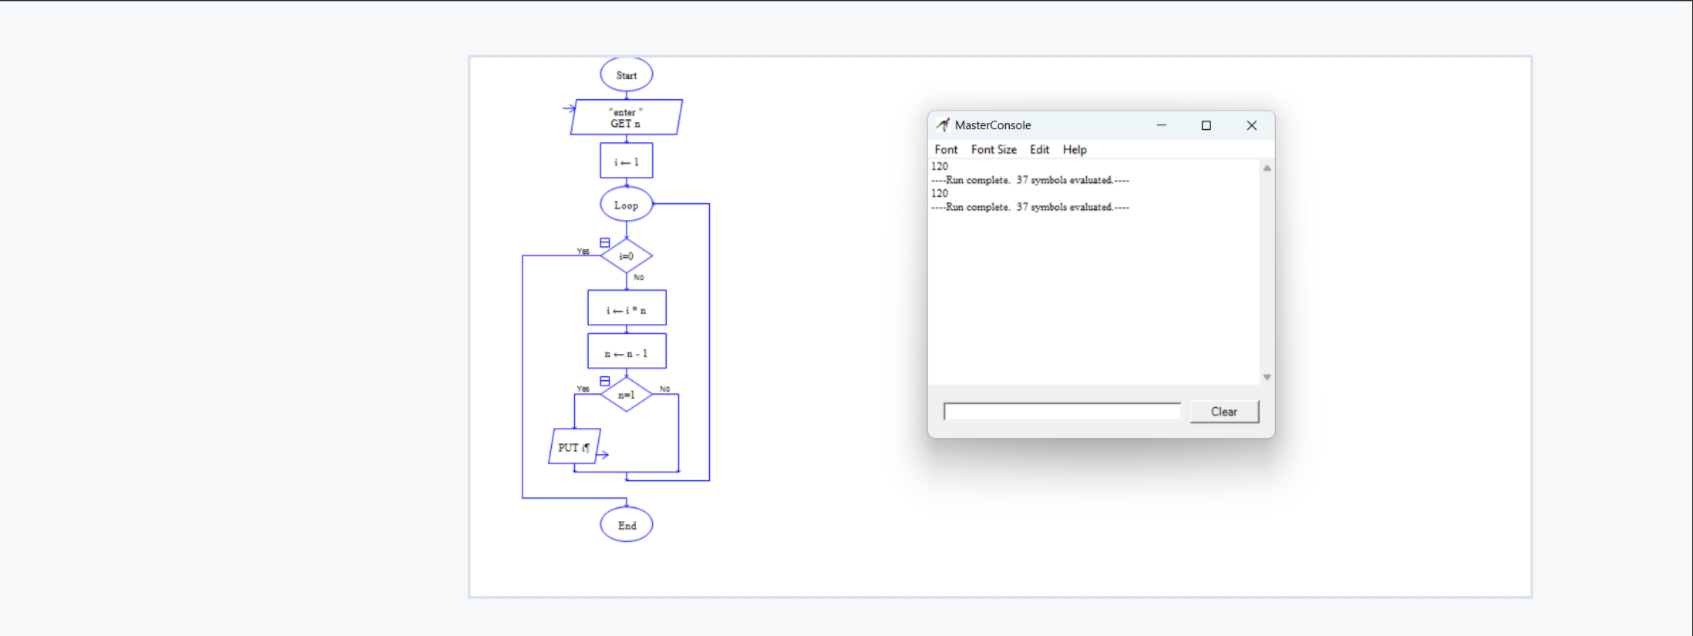 Start
"enter "
GET n
i ← 1
Loop
Yes
i=0
No
i ← i * n
n ← n - 1
Yes
n=1
No
PUT i¶
End
MasterConsole
Font Font Size Edit Help
120
----Run complete. 37 symbols evaluated.----
120
----Run complete. 37 symbols evaluated.----
Clear